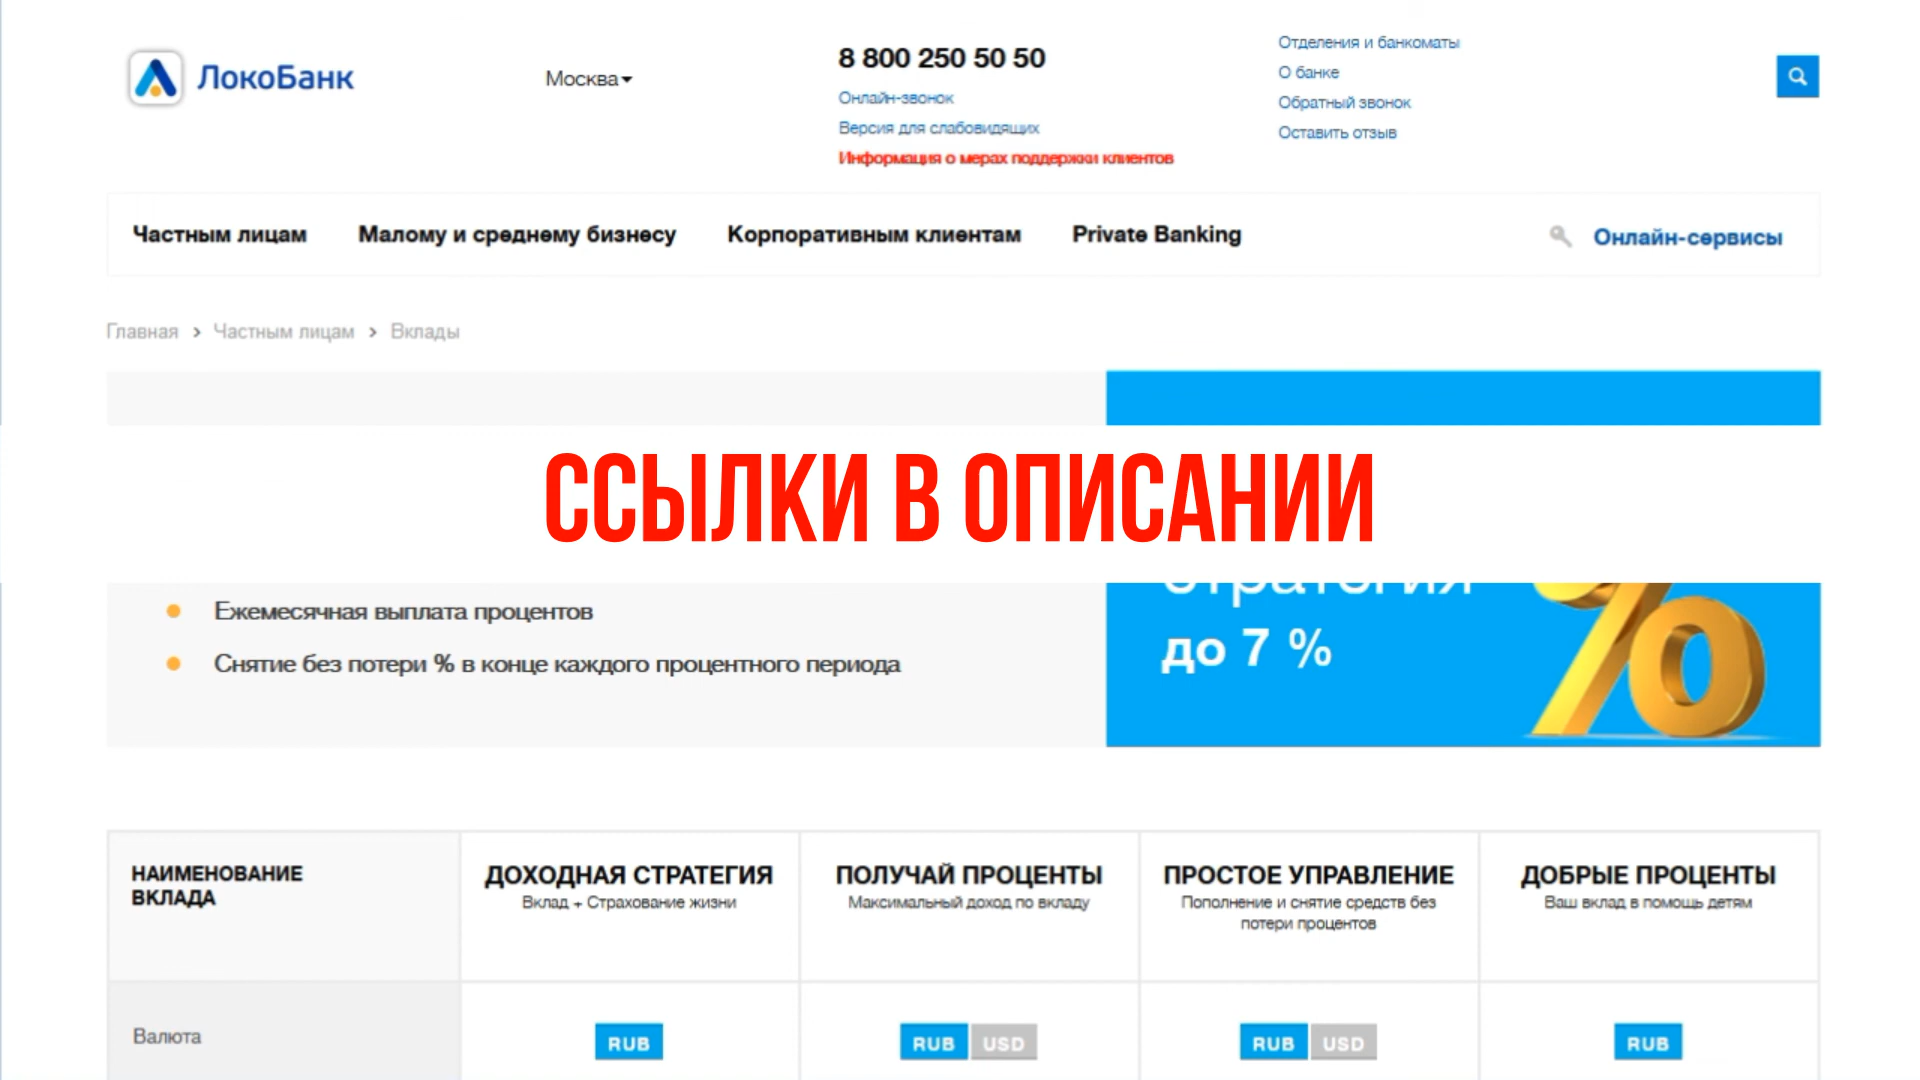 ЛокоБанк
Москва
8 800 250 50 50
Онлайн-звонок
Версия для слабовидящих
Информация о мерах поддержки клиентов
Отделения и банкоматы
О банке
Обратный звонок
Оставить отзыв
Частным лицам
Малому и среднему бизнесу
Корпоративным клиентам
Private Banking
Онлайн-сервисы
Главная > Частным лицам > Вклады
ССЫЛКИ В ОПИСАНИИ
Ежемесячная выплата процентов
Снятие без потери % в конце каждого процентного периода
стратегия
до 7 %
%
НАИМЕНОВАНИЕ
ВКЛАДА
ДОХОДНАЯ СТРАТЕГИЯ
Вклад + Страхование жизни
ПОЛУЧАЙ ПРОЦЕНТЫ
Максимальный доход по вкладу
ПРОСТОЕ УПРАВЛЕНИЕ
Пополнение и снятие средств без
потери процентов
ДОБРЫЕ ПРОЦЕНТЫ
Ваш вклад в помощь детям
Валюта
RUB
RUB USD
RUB USD
RUB